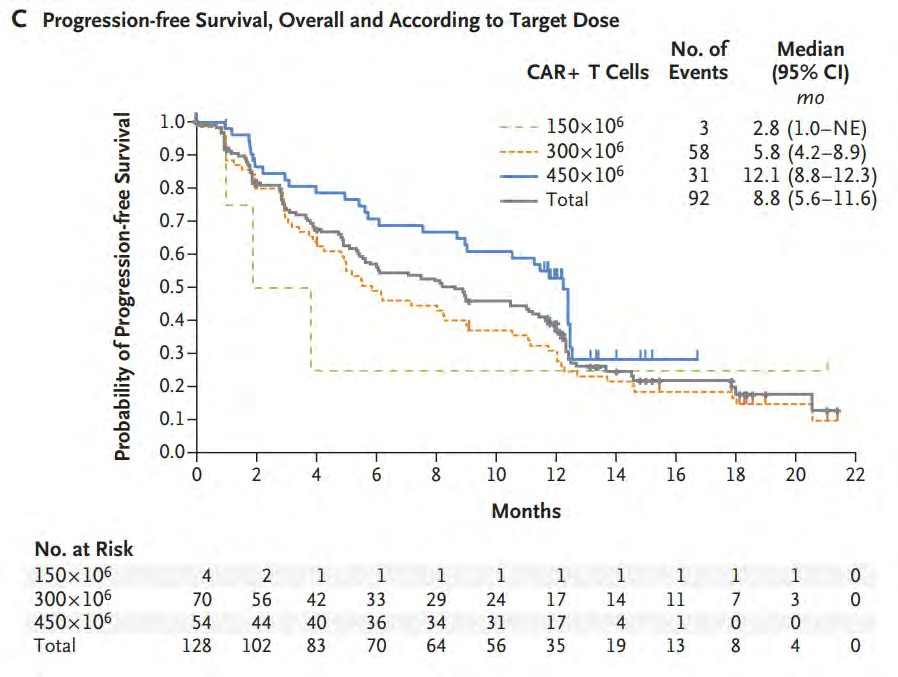 C Progression-free Survival, Overall and According to Target Dose
CAR+ T Cells No. of Events Median (95% CI)
mo
150×10⁶ 3 2.8 (1.0–NE)
300×10⁶ 58 5.8 (4.2–8.9)
450×10⁶ 31 12.1 (8.8–12.3)
Total 92 8.8 (5.6–11.6)
Probability of Progression-free Survival
1.0
0.9
0.8
0.7
0.6
0.5
0.4
0.3
0.2
0.1
0.0
0 2 4 6 8 10 12 14 16 18 20 22
Months
No. at Risk
150×10⁶ 4 2 1 1 1 1 1 1 1 1 1 0
300×10⁶ 70 56 42 33 29 24 17 14 11 7 3 0
450×10⁶ 54 44 40 36 34 31 17 4 1 0 0 0
Total 128 102 83 70 64 56 35 19 13 8 4 0